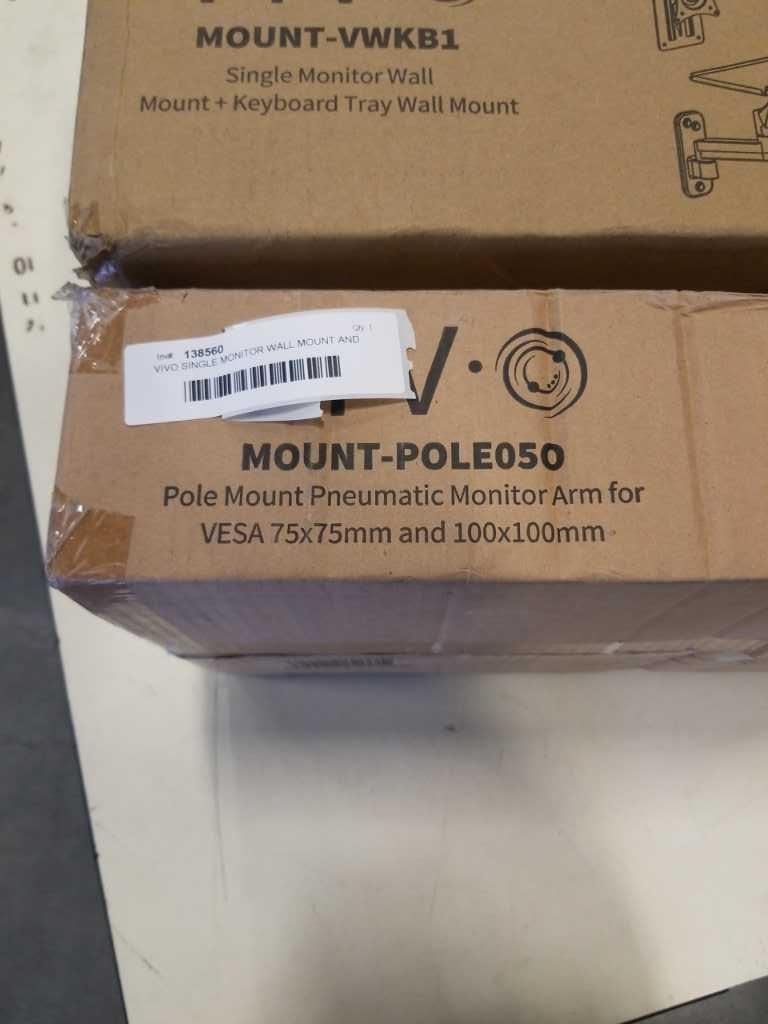 MOUNT-VWKB1
Single Monitor Wall
Mount + Keyboard Tray Wall Mount
Inv#: 138560
Qty: 1
VIVO SINGLE MONITOR WALL MOUNT AND
MOUNT-POLE050
Pole Mount Pneumatic Monitor Arm for
VESA 75x75mm and 100x100mm